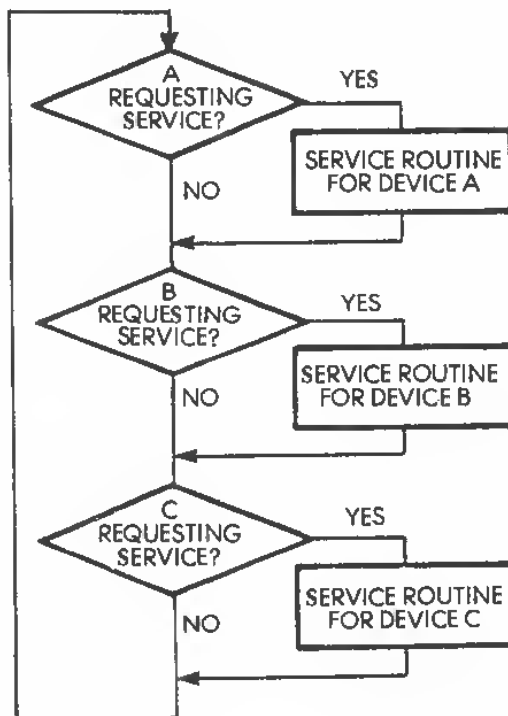 A
REQUESTING
SERVICE?
YES
SERVICE ROUTINE
FOR DEVICE A
NO
B
REQUESTING
SERVICE?
YES
SERVICE ROUTINE
FOR DEVICE B
NO
C
REQUESTING
SERVICE?
YES
SERVICE ROUTINE
FOR DEVICE C
NO